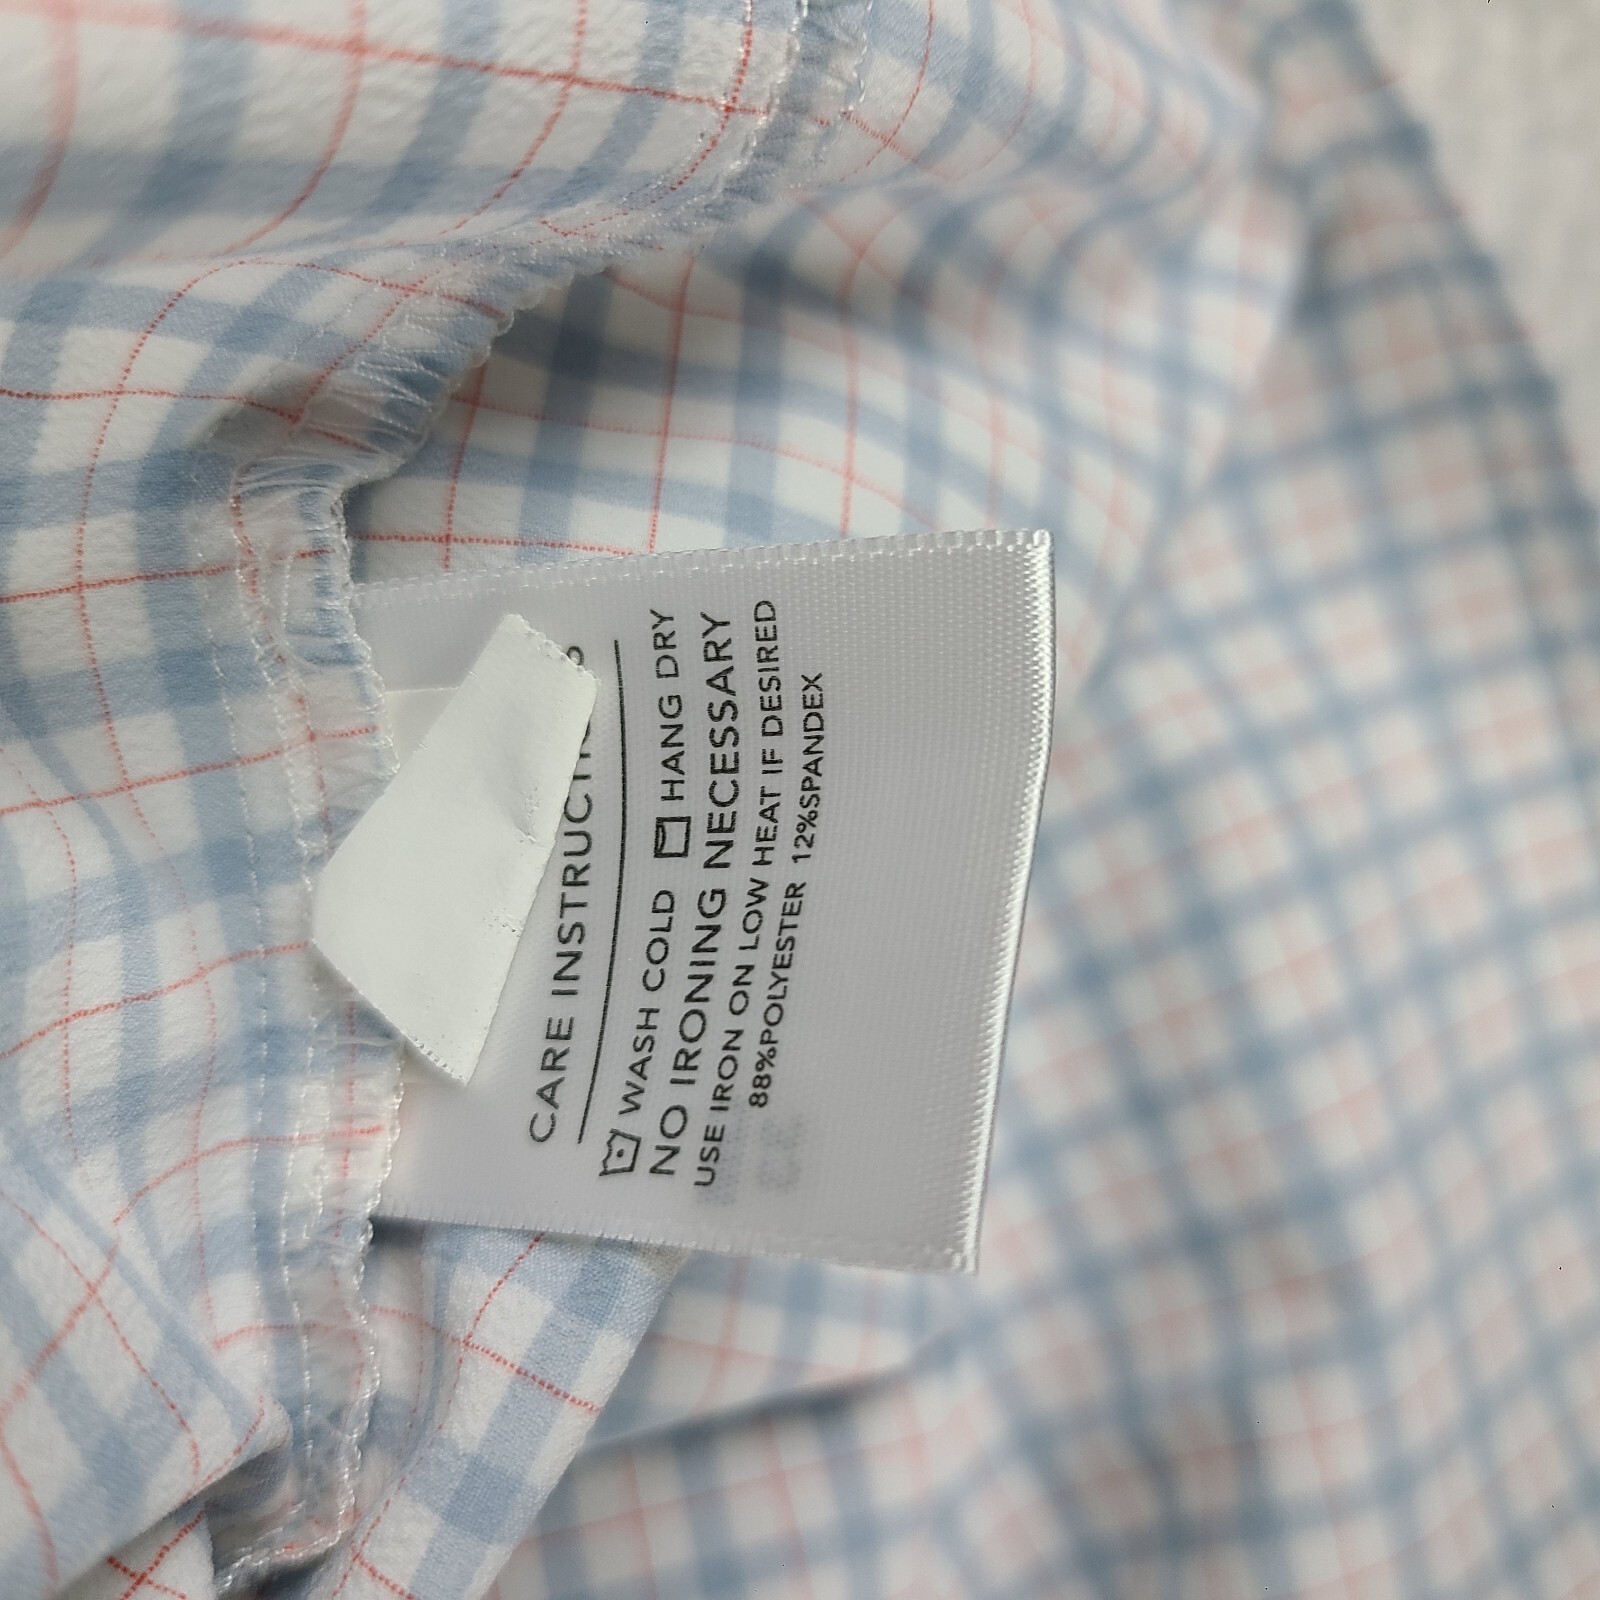 CARE INSTRUCTIONS
WASH COLD HANG DRY
NO IRONING NECESSARY
USE IRON ON LOW HEAT IF DESIRED
88%POLYESTER 12%SPANDEX